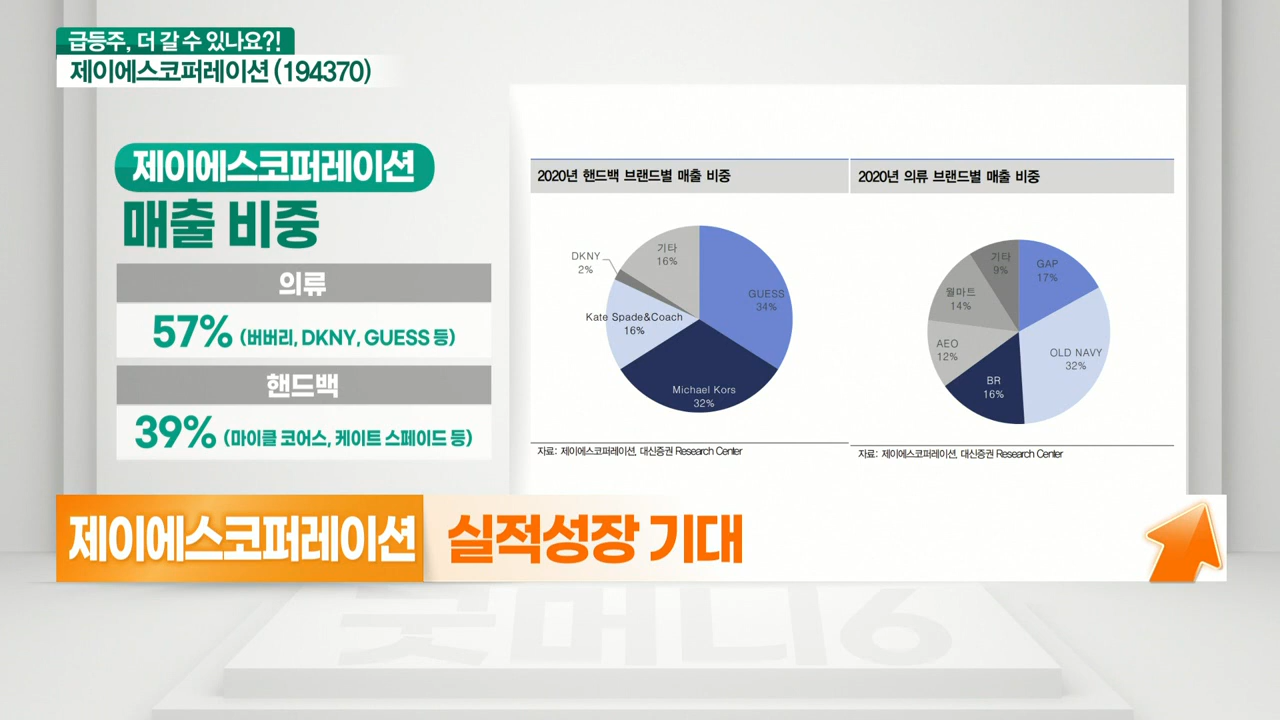 급등주, 더 갈 수 있나요?!
제이에스코퍼레이션 (194370)
제이에스코퍼레이션
매출 비중
의류
57% (버버리, DKNY, GUESS 등)
핸드백
39% (마이클 코어스, 케이트 스페이드 등)
2020년 핸드백 브랜드별 매출 비중
DKNY
2%
기타
16%
GUESS
34%
Kate Spade&Coach
16%
Michael Kors
32%
자료: 제이에스코퍼레이션, 대신증권 Research Center
2020년 의류 브랜드별 매출 비중
기타
9%
GAP
17%
월마트
14%
OLD NAVY
32%
AEO
12%
BR
16%
자료: 제이에스코퍼레이션, 대신증권 Research Center
제이에스코퍼레이션 실적성장 기대
굿머니6